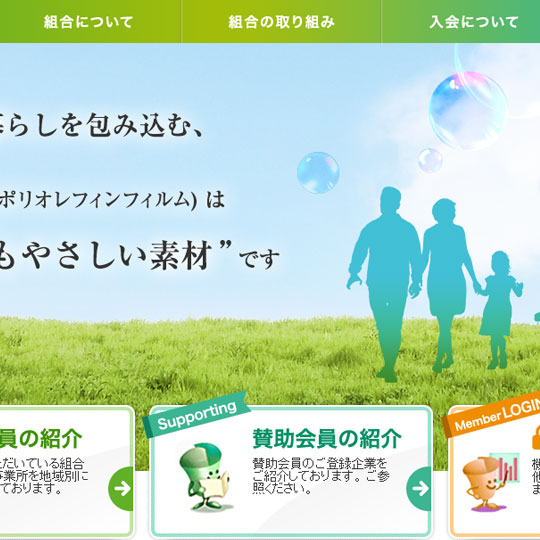 組合について
組合の取り組み
入会について
らしを包み込む、
ポリオレフィンフィルム) は
もやさしい素材”です
Supporting
Member LOGIN
員の紹介
賛助会員の紹介
ただいている組合
賛助会員のご登録企業を
事業所を地域別に
ご紹介しております。ご参
ております。
照ください。